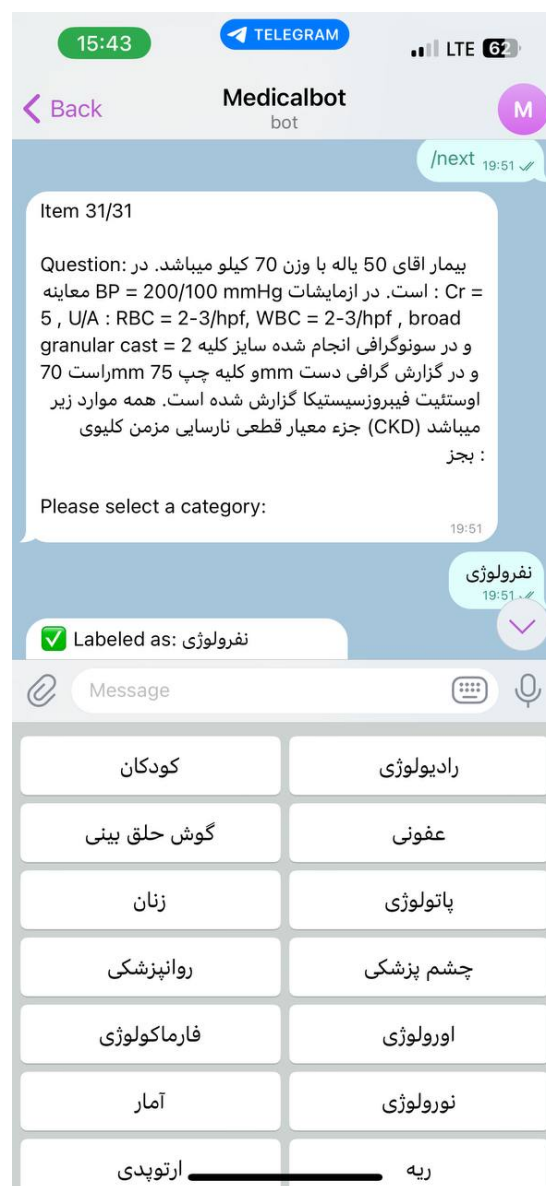 15:43
TELEGRAM
LTE 62
Back
Medicalbot
bot
M
/next 19:51
Item 31/31
Question: بیمار اقای 50 یاله با وزن 70 کیلو میباشد. در
معاینه BP = 200/100 mmHg است. در ازمایشات : Cr =
5 , U/A : RBC = 2-3/hpf, WBC = 2-3/hpf , broad
granular cast = 2 و در سونوگرافی انجام شده سایز کلیه
راست 70mm و کلیه چپ 75mm و در گزارش گرافی دست
اوستئیت فیبروزسیستیکا گزارش شده است. همه موارد زیر
جزء معیار قطعی نارسایی مزمن کلیوی (CKD) میباشد
بجز :
Please select a category:
19:51
نفرولوژی
19:51
✅ Labeled as: نفرولوژی
Message
کودکان رادیولوژی
گوش حلق بینی عفونی
زنان پاتولوژی
روانپزشکی چشم پزشکی
فارماکولوژی اورولوژی
آمار نورولوژی
ارتوپدی ریه